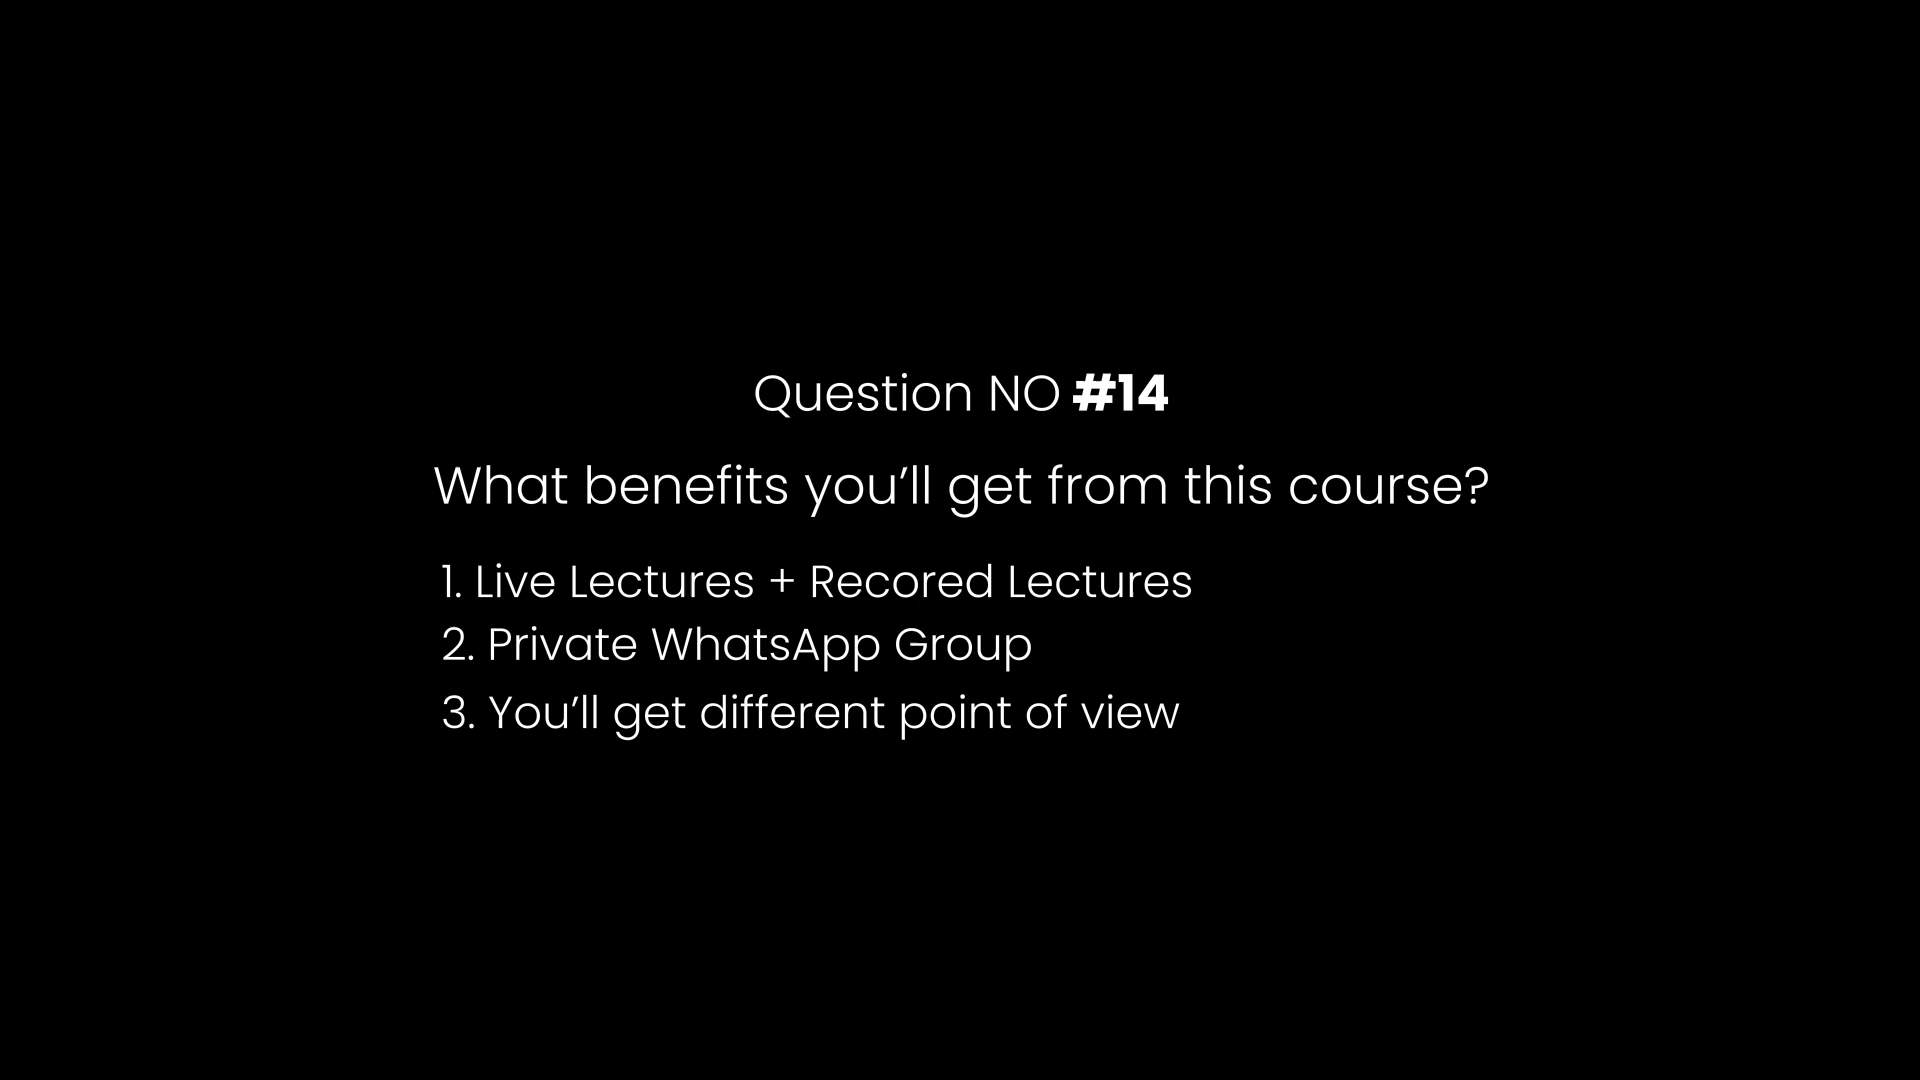 Question NO #14
What benefits you’ll get from this course?
1. Live Lectures + Recored Lectures
2. Private WhatsApp Group
3. You’ll get different point of view